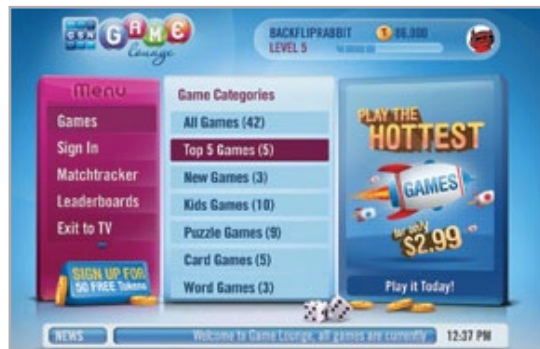 GSN GAME
lounge
BACKFLIPRABBIT
LEVEL 5
86,000
Menu
Games
Sign In
Matchtracker
Leaderboards
Exit to TV
SIGN UP FOR
50 FREE Tokens
Game Categories
All Games (42)
Top 5 Games (5)
New Games (3)
Kids Games (10)
Puzzle Games (9)
Card Games (5)
Word Games (3)
PLAY THE
HOTTEST
GAMES
for only
$2.99
Play it Today!
NEWS
Welcome to Game Lounge, all games are currently
12:37 PM